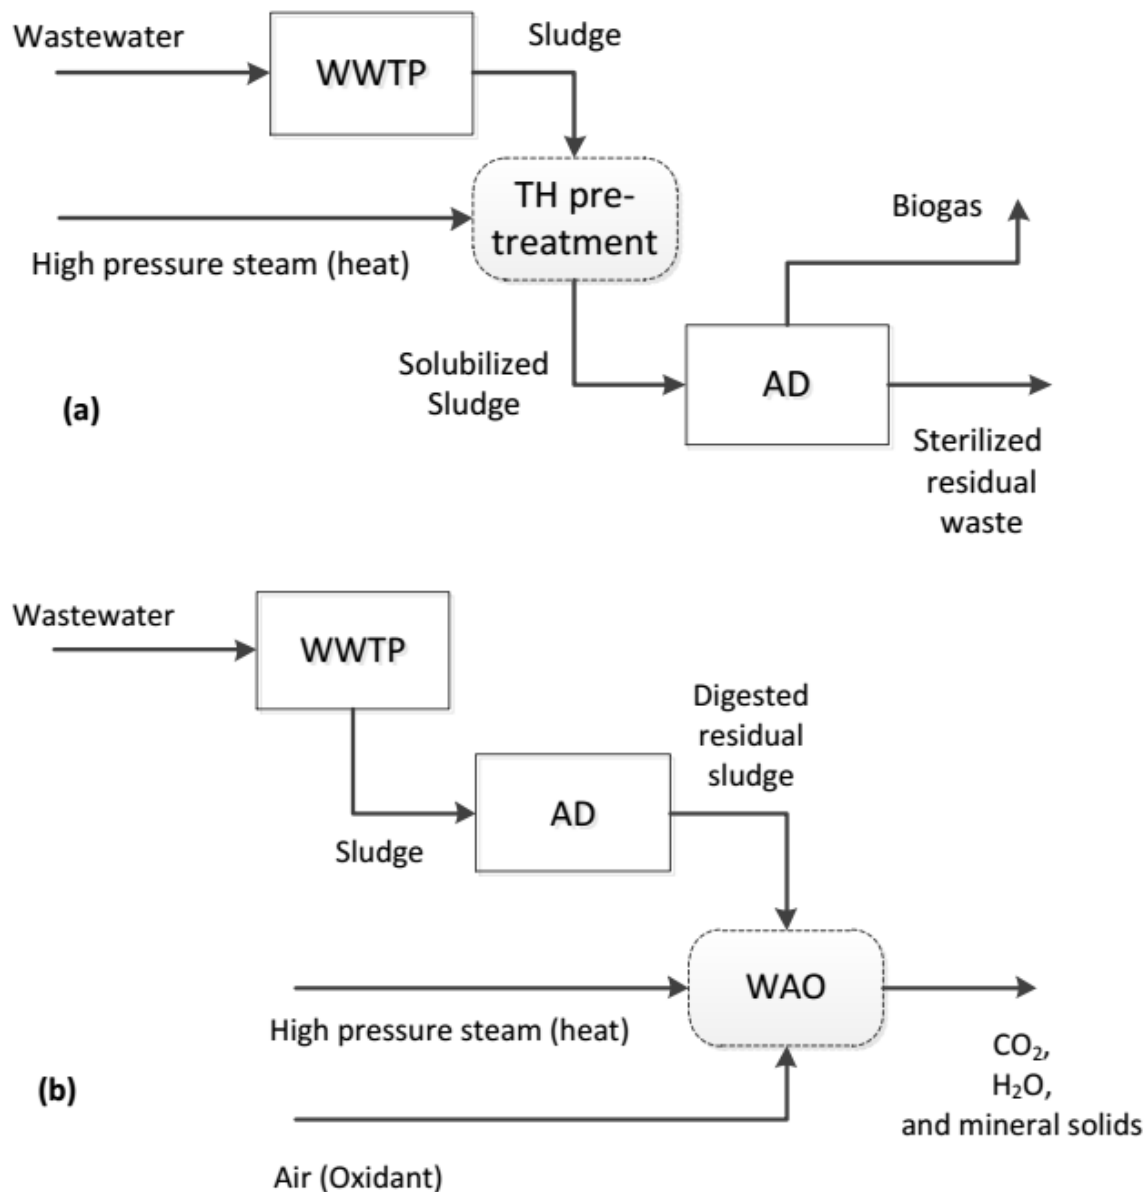 Wastewater
WWTP
Sludge
TH pre-
treatment
High pressure steam (heat)
Biogas
Solubilized
Sludge
AD
(a)
Sterilized
residual
waste
Wastewater
WWTP
Digested
residual
sludge
AD
Sludge
WAO
High pressure steam (heat)
CO₂,
H₂O,
and mineral solids
(b)
Air (Oxidant)